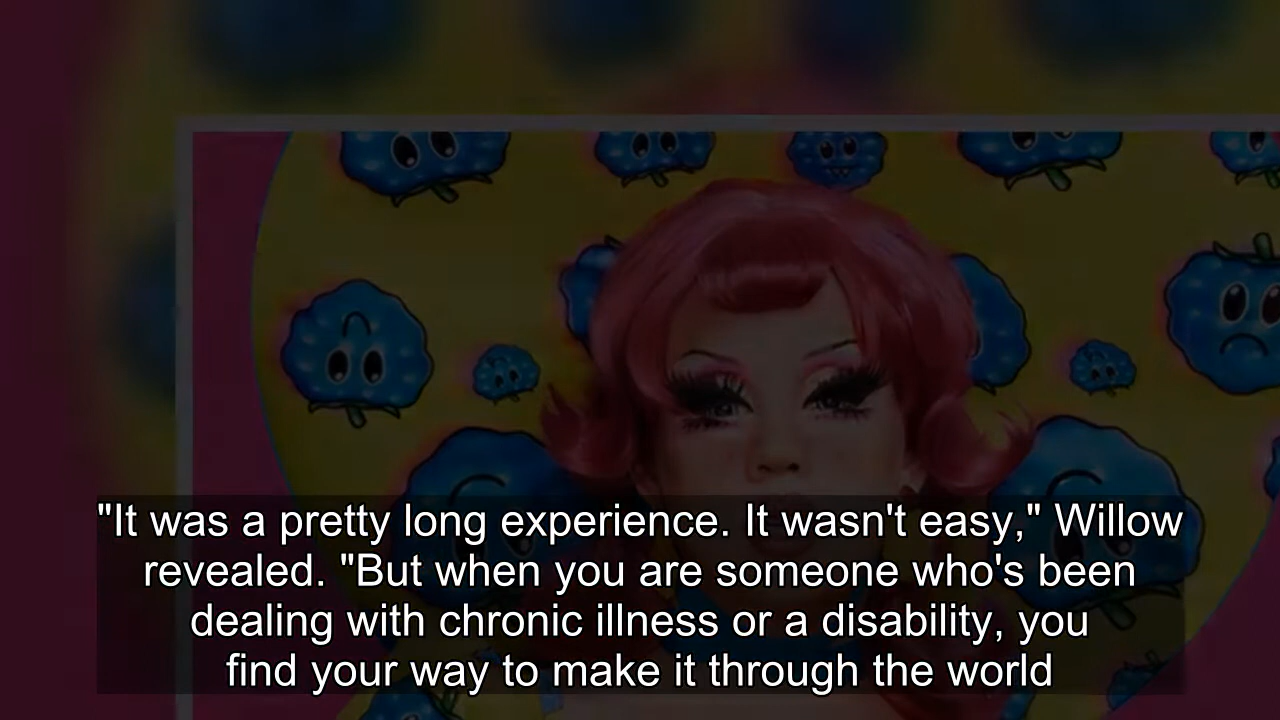 "It was a pretty long experience. It wasn't easy," Willow
revealed. "But when you are someone who's been
dealing with chronic illness or a disability, you
find your way to make it through the world